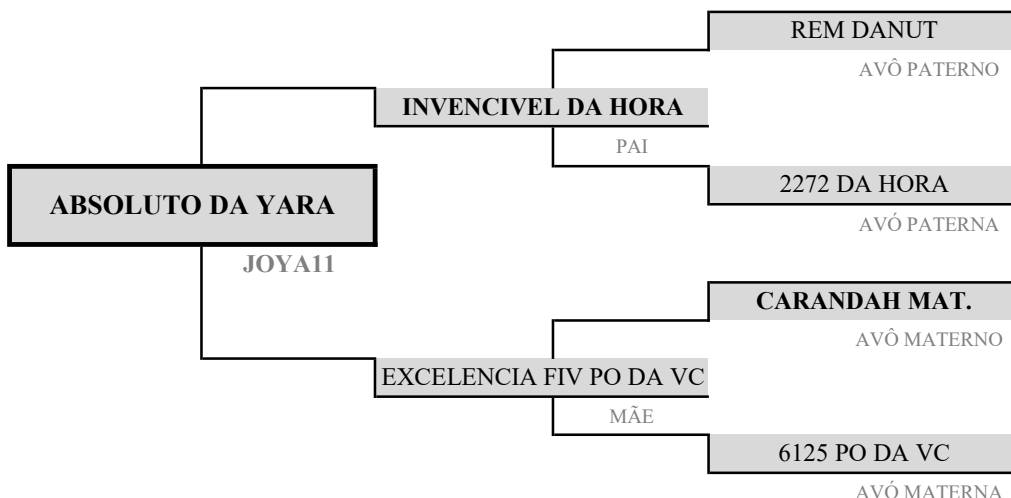 REM DANUT
AVÔ PATERNO
INVENCIVEL DA HORA
PAI
2272 DA HORA
AVÓ PATERNA
ABSOLUTO DA YARA
JOYA11
CARANDAH MAT.
AVÔ MATERNO
EXCELENCIA FIV PO DA VC
MÃE
6125 PO DA VC
AVÓ MATERNA